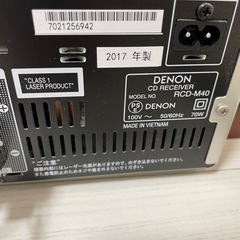 7021256942
2017 年製
"CLASS 1
LASER PRODUCT"
DENON
CD RECEIVER
MODEL NO. RCD-M40
PS E DENON
100V～ 50/60Hz 70W
MADE IN VIETNAM
ご注意